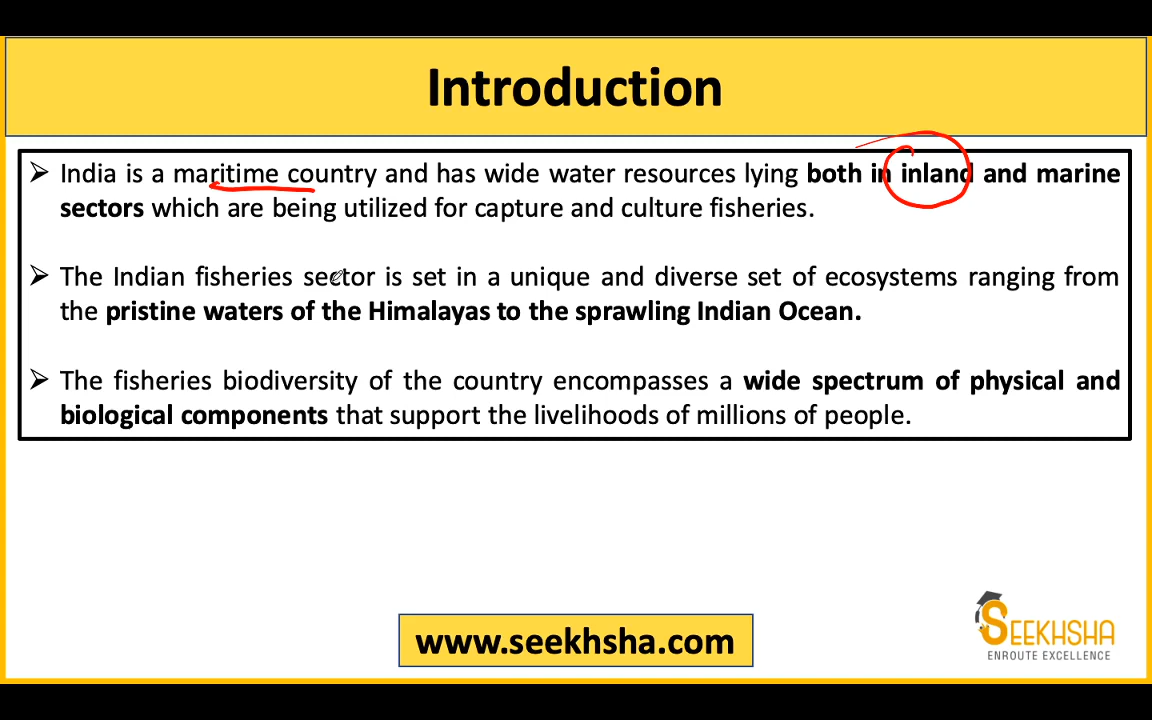 Introduction
➢ India is a maritime country and has wide water resources lying both in inland and marine
sectors which are being utilized for capture and culture fisheries.
➢ The Indian fisheries sector is set in a unique and diverse set of ecosystems ranging from
the pristine waters of the Himalayas to the sprawling Indian Ocean.
➢ The fisheries biodiversity of the country encompasses a wide spectrum of physical and
biological components that support the livelihoods of millions of people.
www.seekhsha.com
SEEKHSHA
ENROUTE EXCELLENCE